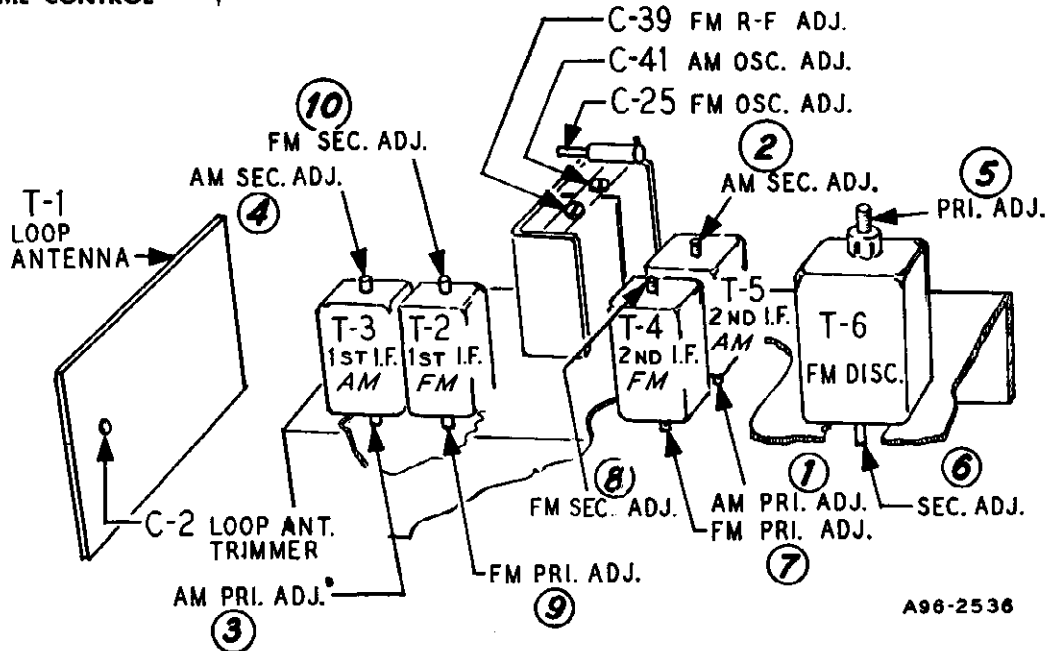 CONTROL
C-39 FM R-F ADJ.
C-41 AM OSC. ADJ.
C-25 FM OSC. ADJ.
10
FM SEC. ADJ.
2
AM SEC. ADJ.
AM SEC. ADJ.
4
5
PRI. ADJ.
T-1
LOOP
ANTENNA
T-3
1ST I.F.
AM
T-2
1ST I.F.
FM
T-4
2ND I.F.
FM
T-5
2ND I.F.
AM
T-6
FM DISC.
8
FM SEC. ADJ.
1
AM PRI. ADJ.
FM PRI. ADJ.
7
6
SEC. ADJ.
C-2 LOOP ANT.
TRIMMER
AM PRI. ADJ.
3
FM PRI. ADJ.
9
A96-2536